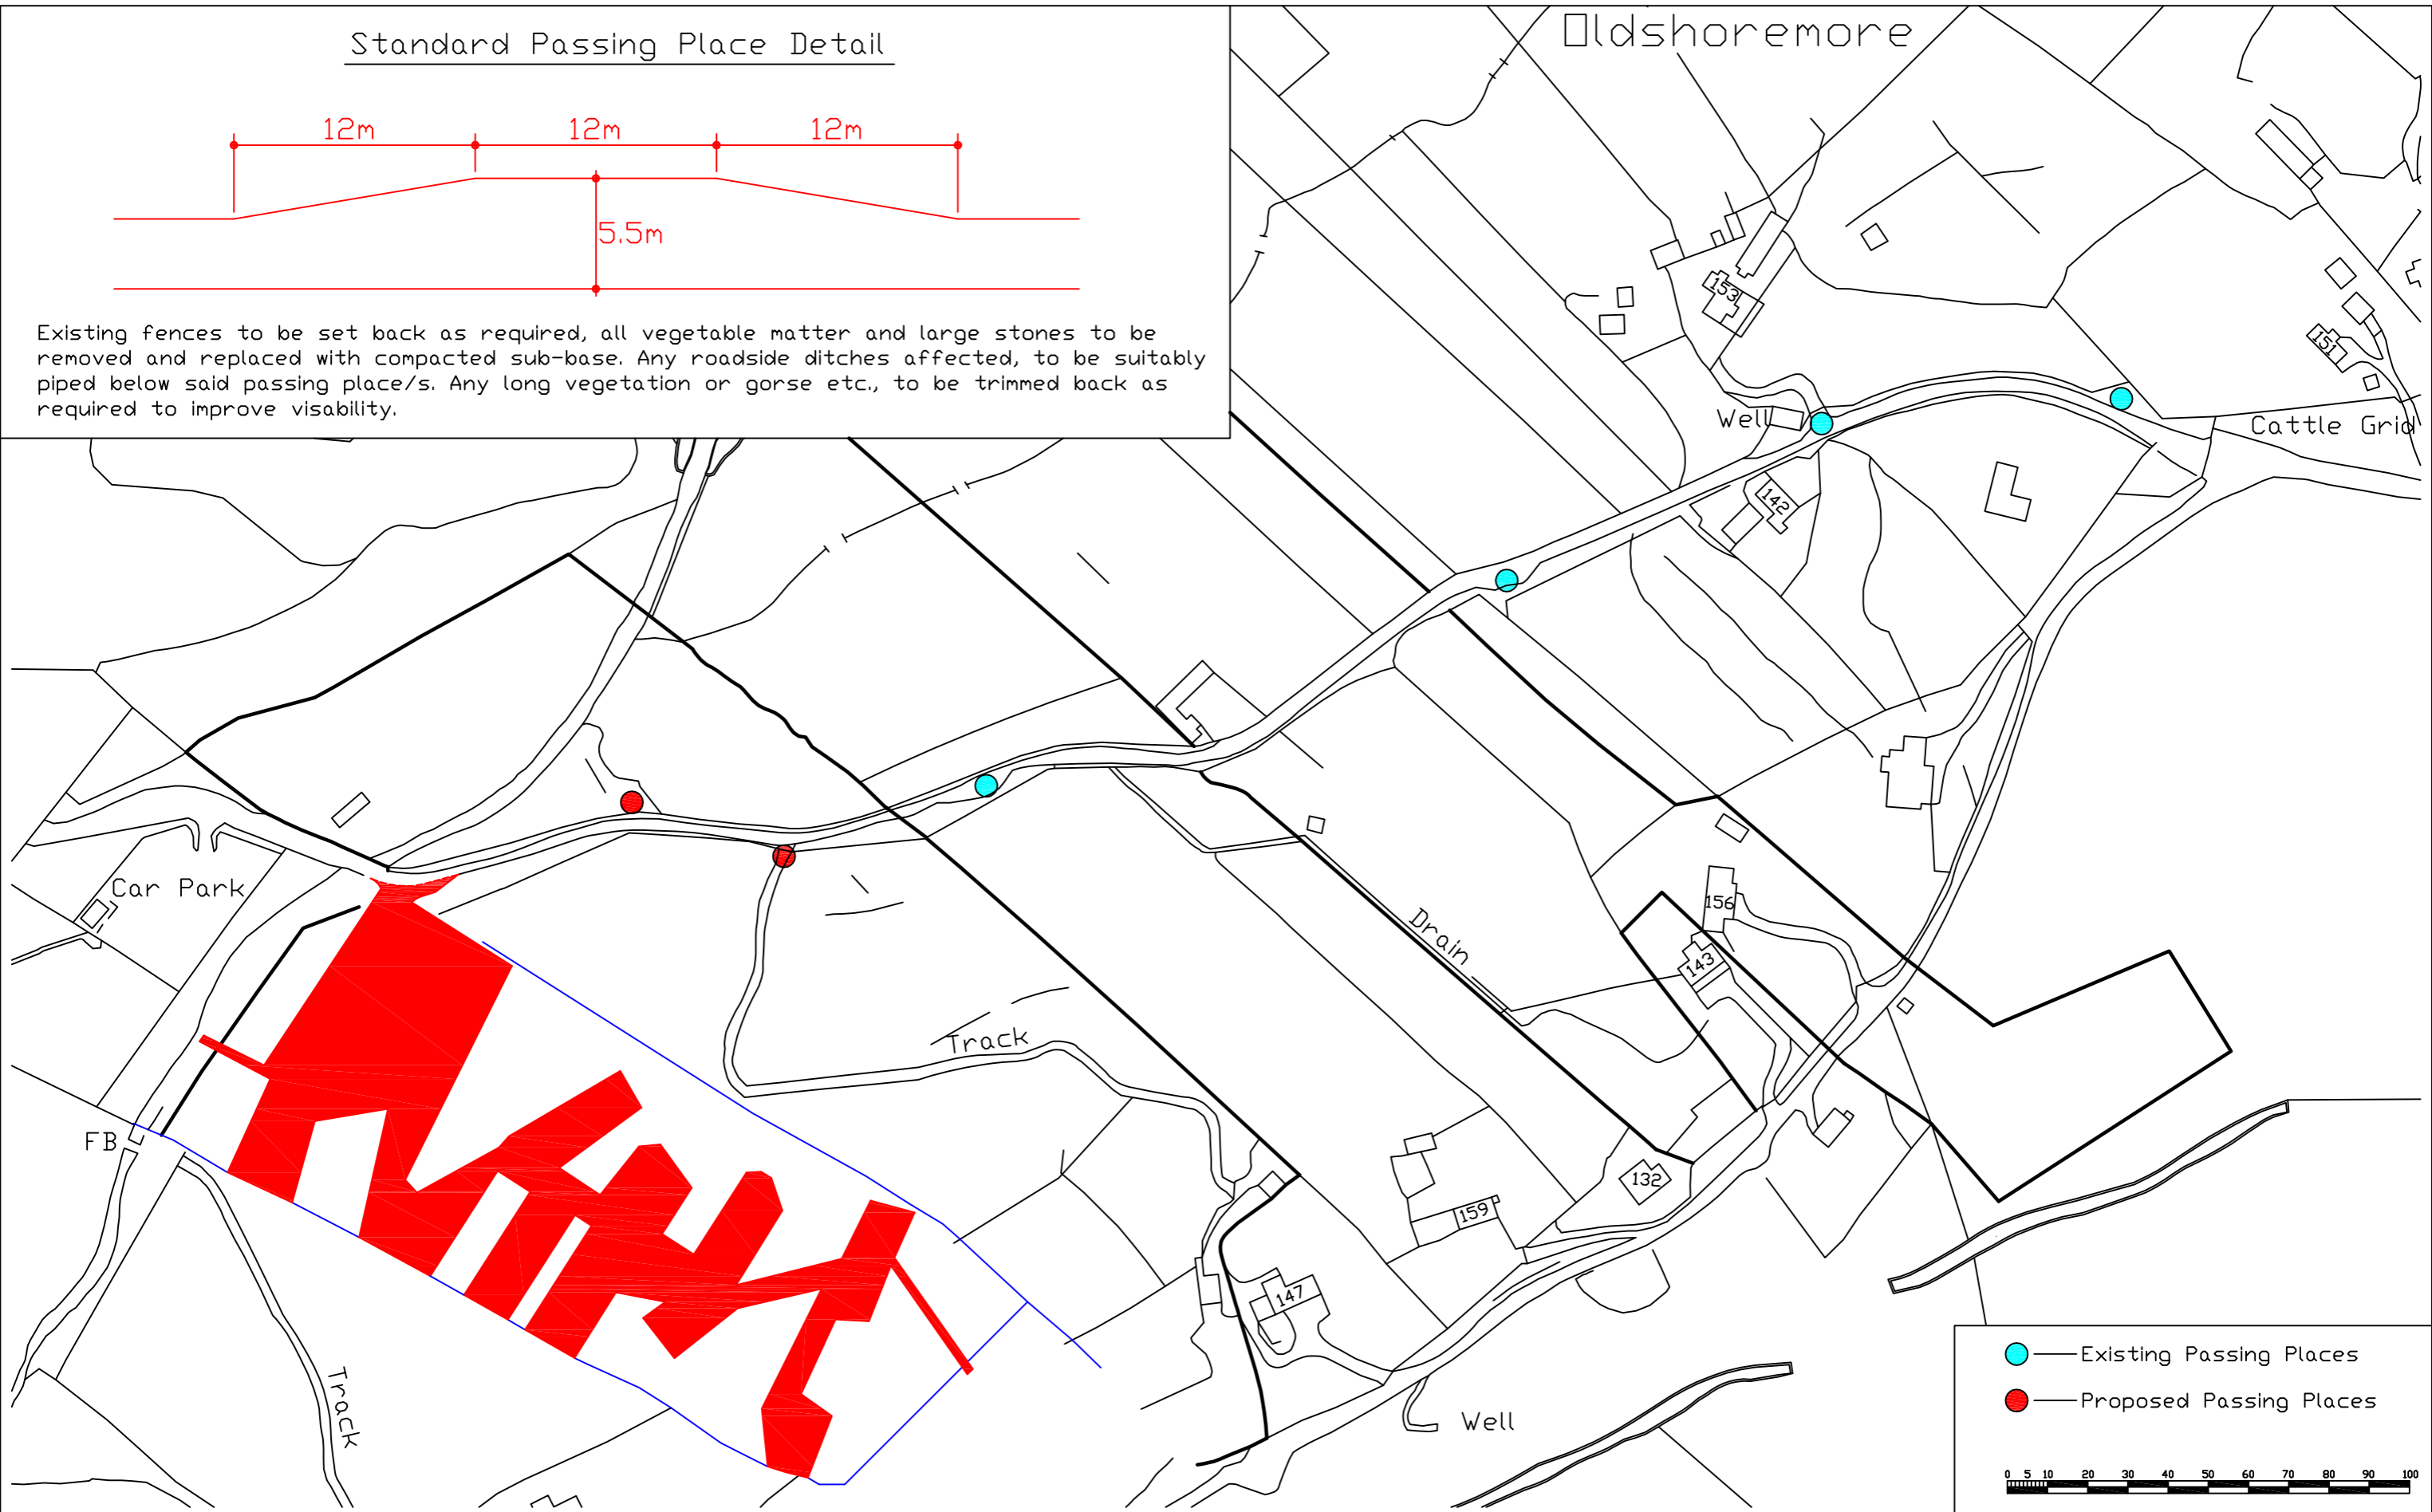 Standard Passing Place Detail
12m 12m 12m
5.5m
Existing fences to be set back as required, all vegetable matter and large stones to be
removed and replaced with compacted sub-base. Any roadside ditches affected, to be suitably
piped below said passing place/s. Any long vegetation or gorse etc., to be trimmed back as
required to improve visability.
Oldshoremore
153
151
Well
Cattle Grid
142
Car Park
156
Drain
143
Track
FB
132
159
147
Track
Well
Existing Passing Places
Proposed Passing Places
0 5 10 20 30 40 50 60 70 80 90 100